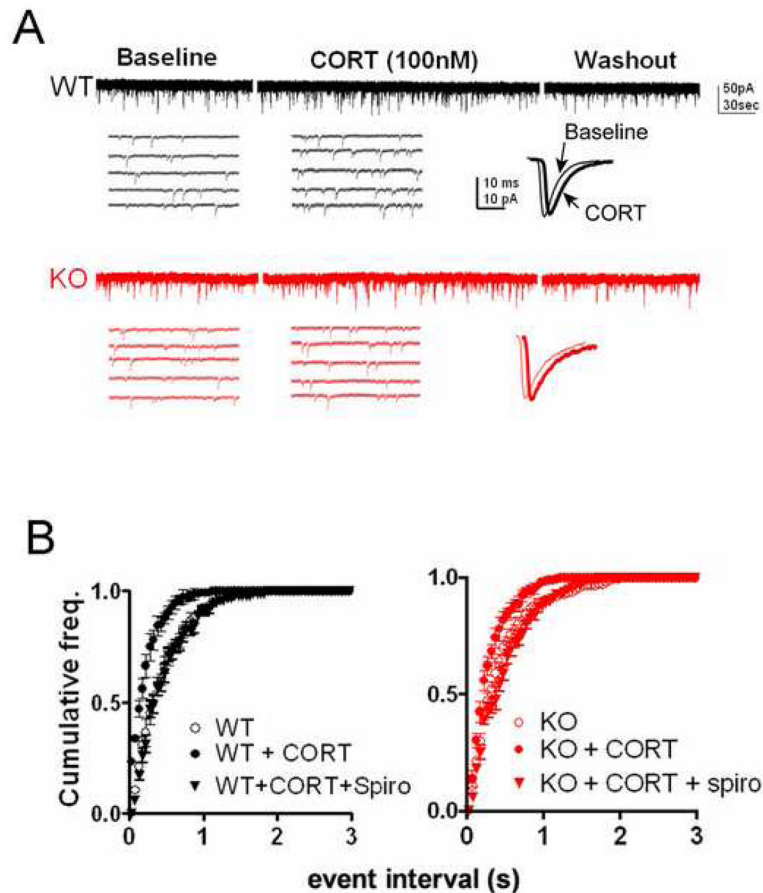 A
Baseline CORT (100nM) Washout
WT
50pA
30sec
Baseline
10 ms
10 pA
CORT
KO
B
Cumulative freq.
1.0
0.5
0.0
WT
WT + CORT
WT+CORT+Spiro
0 1 2 3
1.0
0.5
0.0
KO
KO + CORT
KO + CORT + spiro
0 1 2 3
event interval (s)